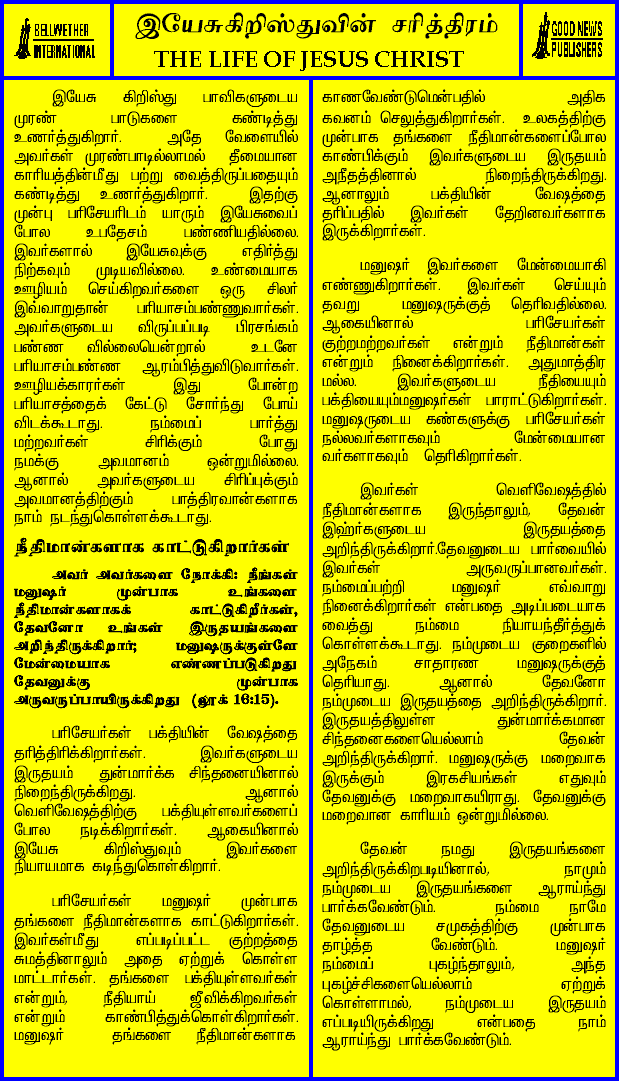 BELLWETHER
INTERNATIONAL
இயேசுகிறிஸ்துவின் சரித்திரம்
THE LIFE OF JESUS CHRIST
GOOD NEWS
PUBLISHERS
இயேசு கிறிஸ்து பாவிகளுடைய
முரண் பாடுகளை கண்டித்து
உணர்த்துகிறார். அதே வேளையில்
அவர்கள் முரண்பாடில்லாமல் தீமையான
காரியத்தின்மீது பற்று வைத்திருப்பதையும்
கண்டித்து உணர்த்துகிறார். இதற்கு
முன்பு பரிசேயரிடம் யாரும் இயேசுவைப்
போல உபதேசம் பண்ணியதில்லை.
இவர்களால் இயேசுவுக்கு எதிர்த்து
நிற்கவும் முடியவில்லை. உண்மையாக
ஊழியம் செய்கிறவர்களை ஒரு சிலர்
இவ்வாறுதான் பரியாசம்பண்ணுவார்கள்.
அவர்களுடைய விருப்பப்படி பிரசங்கம்
பண்ண வில்லையென்றால் உடனே
பரியாசம்பண்ண ஆரம்பித்துவிடுவார்கள்.
ஊழியக்காரர்கள் இது போன்ற
பரியாசத்தைக் கேட்டு சோர்ந்து போய்
விடக்கூடாது. நம்மைப் பார்த்து
மற்றவர்கள் சிரிக்கும் போது
நமக்கு அவமானம் ஒன்றுமில்லை.
ஆனால் அவர்களுடைய சிரிப்புக்கும்
அவமானத்திற்கும் பாத்திரவான்களாக
நாம் நடந்துகொள்ளக்கூடாது.
நீதிமான்களாக காட்டுகிறார்கள்
அவர் அவர்களை நோக்கி: நீங்கள்
மனுஷர் முன்பாக உங்களை
நீதிமான்களாகக் காட்டுகிறீர்கள்,
தேவனோ உங்கள் இருதயங்களை
அறிந்திருக்கிறார்; மனுஷருக்குள்ளே
மேன்மையாக எண்ணப்படுகிறது
தேவனுக்கு முன்பாக
அருவருப்பாயிருக்கிறது (லூக் 16:15).
பரிசேயர்கள் பக்தியின் வேஷத்தை
தரித்திரிக்கிறார்கள். இவர்களுடைய
இருதயம் துன்மார்க்க சிந்தனையினால்
நிறைந்திருக்கிறது. ஆனால்
வெளிவேஷத்திற்கு பக்தியுள்ளவர்களைப்
போல நடிக்கிறார்கள். ஆகையினால்
இயேசு கிறிஸ்துவும் இவர்களை
நியாயமாக கடிந்துகொள்கிறார்.
பரிசேயர்கள் மனுஷர் முன்பாக
தங்களை நீதிமான்களாக காட்டுகிறார்கள்.
இவர்கள்மீது எப்படிப்பட்ட குற்றத்தை
சுமத்தினாலும் அதை ஏற்றுக் கொள்ள
மாட்டார்கள். தங்களை பக்தியுள்ளவர்கள்
என்றும், நீதியாய் ஜீவிக்கிறவர்கள்
என்றும் காண்பித்துக்கொள்கிறார்கள்.
மனுஷர் தங்களை நீதிமான்களாக
காணவேண்டுமென்பதில் அதிக
கவனம் செலுத்துகிறார்கள். உலகத்திற்கு
முன்பாக தங்களை நீதிமான்களைப்போல
காண்பிக்கும் இவர்களுடைய இருதயம்
அநீதத்தினால் நிறைந்திருக்கிறது.
ஆனாலும் பக்தியின் வேஷத்தை
தரிப்பதில் இவர்கள் தேறினவர்களாக
இருக்கிறார்கள்.
மனுஷர் இவர்களை மேன்மையாகி
எண்ணுகிறார்கள். இவர்கள் செய்யும்
தவறு மனுஷருக்குத் தெரிவதில்லை.
ஆகையினால் பரிசேயர்கள்
குற்றமற்றவர்கள் என்றும் நீதிமான்கள்
என்றும் நினைக்கிறார்கள். அதுமாத்திர
மல்ல. இவர்களுடைய நீதியையும்
பக்தியையும்மனுஷர்கள் பாராட்டுகிறார்கள்.
மனுஷருடைய கண்களுக்கு பரிசேயர்கள்
நல்லவர்களாகவும் மேன்மையான
வர்களாகவும் தெரிகிறார்கள்.
இவர்கள் வெளிவேஷத்தில்
நீதிமான்களாக இருந்தாலும், தேவன்
இஹர்களுடைய இருதயத்தை
அறிந்திருக்கிறார்.தேவனுடைய பார்வையில்
இவர்கள் அருவருப்பானவர்கள்.
நம்மைப்பற்றி மனுஷர் எவ்வாறு
நினைக்கிறார்கள் என்பதை அடிப்படையாக
வைத்து நம்மை நியாயந்தீர்த்துக்
கொள்ளக்கூடாது. நம்முடைய குறைகளில்
அநேகம் சாதாரண மனுஷருக்குத்
தெரியாது. ஆனால் தேவனோ
நம்முடைய இருதயத்தை அறிந்திருக்கிறார்.
இருதயத்திலுள்ள துன்மார்க்கமான
சிந்தனைகளையெல்லாம் தேவன்
அறிந்திருக்கிறார். மனுஷருக்கு மறைவாக
இருக்கும் இரகசியங்கள் எதுவும்
தேவனுக்கு மறைவாகயிராது. தேவனுக்கு
மறைவான காரியம் ஒன்றுமில்லை.
தேவன் நமது இருதயங்களை
அறிந்திருக்கிறபடியினால், நாமும்
நம்முடைய இருதயங்களை ஆராய்ந்து
பார்க்கவேண்டும். நம்மை நாமே
தேவனுடைய சமுகத்திற்கு முன்பாக
தாழ்த்த வேண்டும். மனுஷர்
நம்மைப் புகழ்ந்தாலும், அந்த
புகழ்ச்சிகளையெல்லாம் ஏற்றுக்
கொள்ளாமல், நம்முடைய இருதயம்
எப்படியிருக்கிறது என்பதை நாம்
ஆராய்ந்து பார்க்கவேண்டும்.